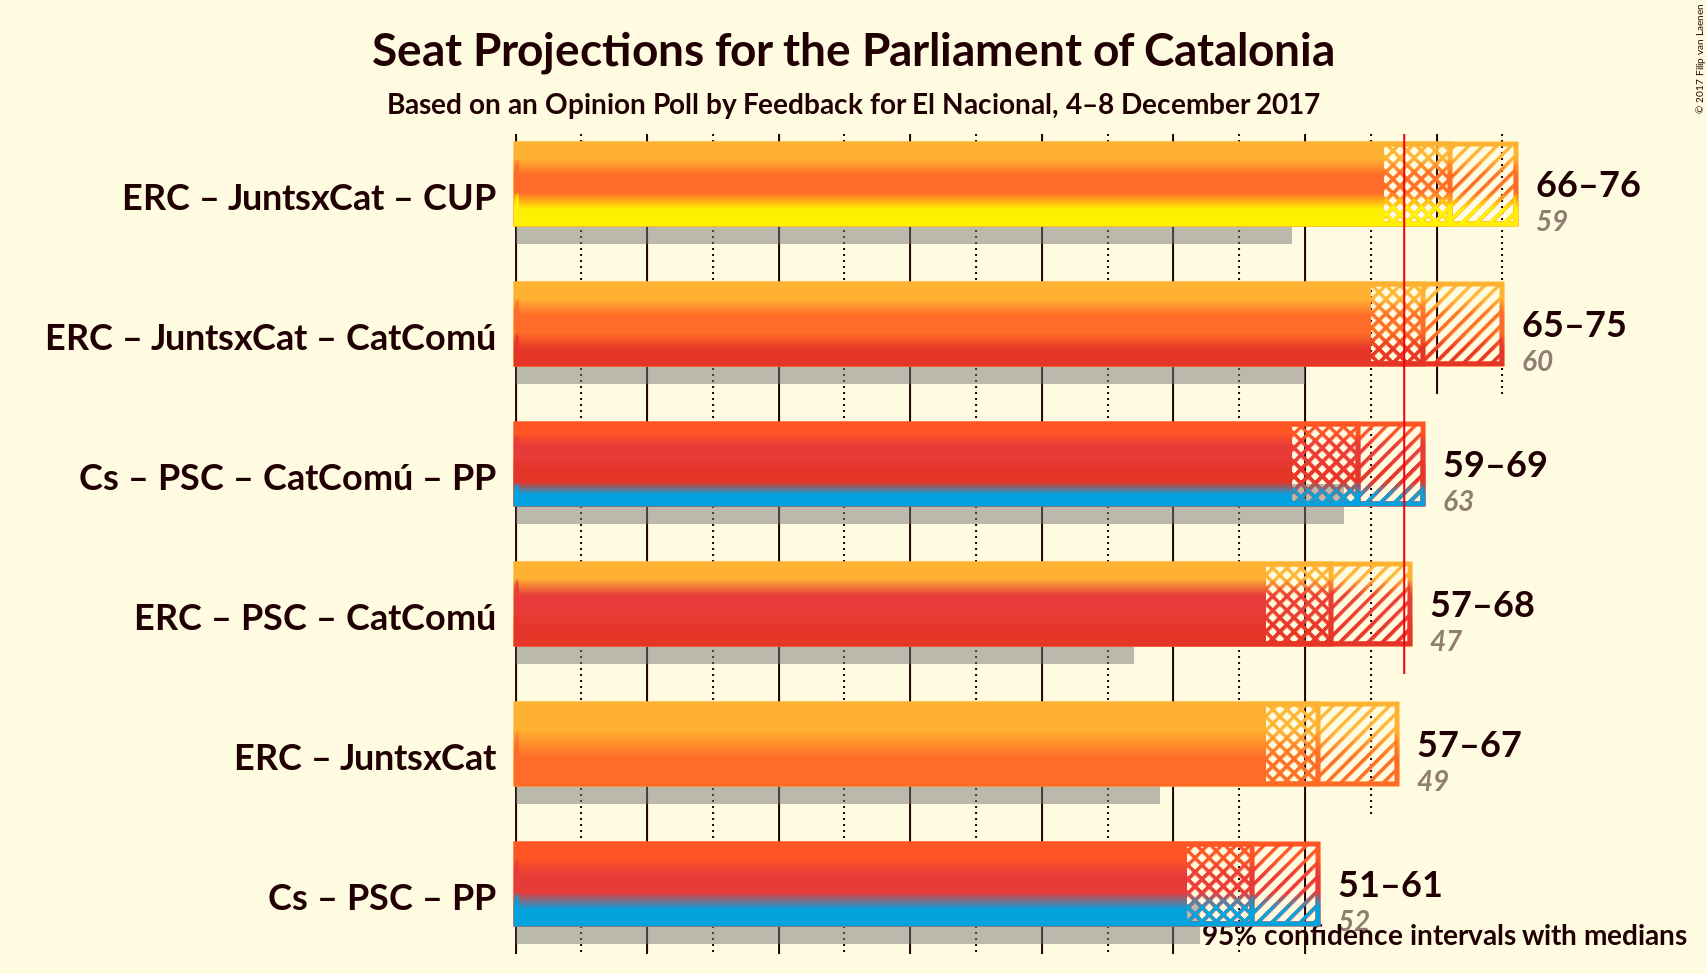 Seat Projections for the Parliament of Catalonia
Based on an Opinion Poll by Feedback for El Nacional, 4–8 December 2017
© 2017 Filip van Laenen
ERC – JuntsxCat – CUP
66–76
59
ERC – JuntsxCat – CatComú
65–75
60
Cs – PSC – CatComú – PP
59–69
63
ERC – PSC – CatComú
57–68
47
ERC – JuntsxCat
57–67
49
Cs – PSC – PP
51–61
52
95% confidence intervals with medians